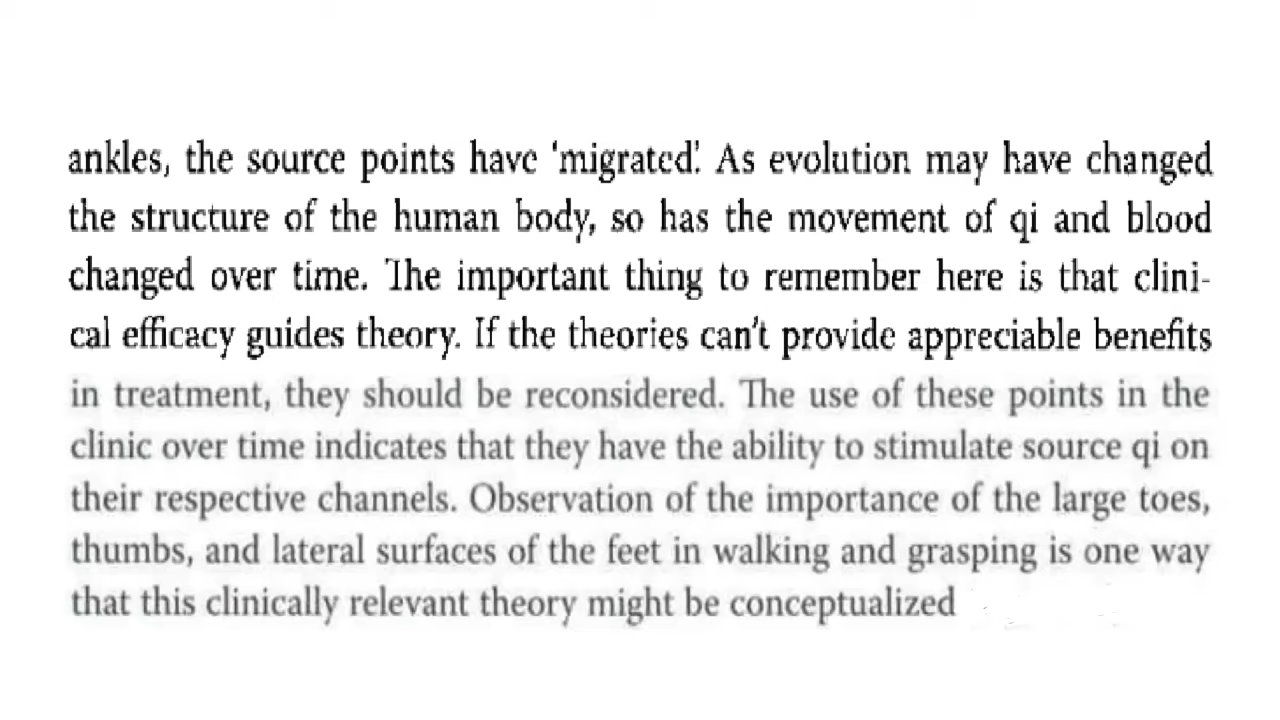 ankles, the source points have ‘migrated’. As evolution may have changed
the structure of the human body, so has the movement of qi and blood
changed over time. The important thing to remember here is that clini-
cal efficacy guides theory. If the theories can’t provide appreciable benefits
in treatment, they should be reconsidered. The use of these points in the
clinic over time indicates that they have the ability to stimulate source qi on
their respective channels. Observation of the importance of the large toes,
thumbs, and lateral surfaces of the feet in walking and grasping is one way
that this clinically relevant theory might be conceptualized